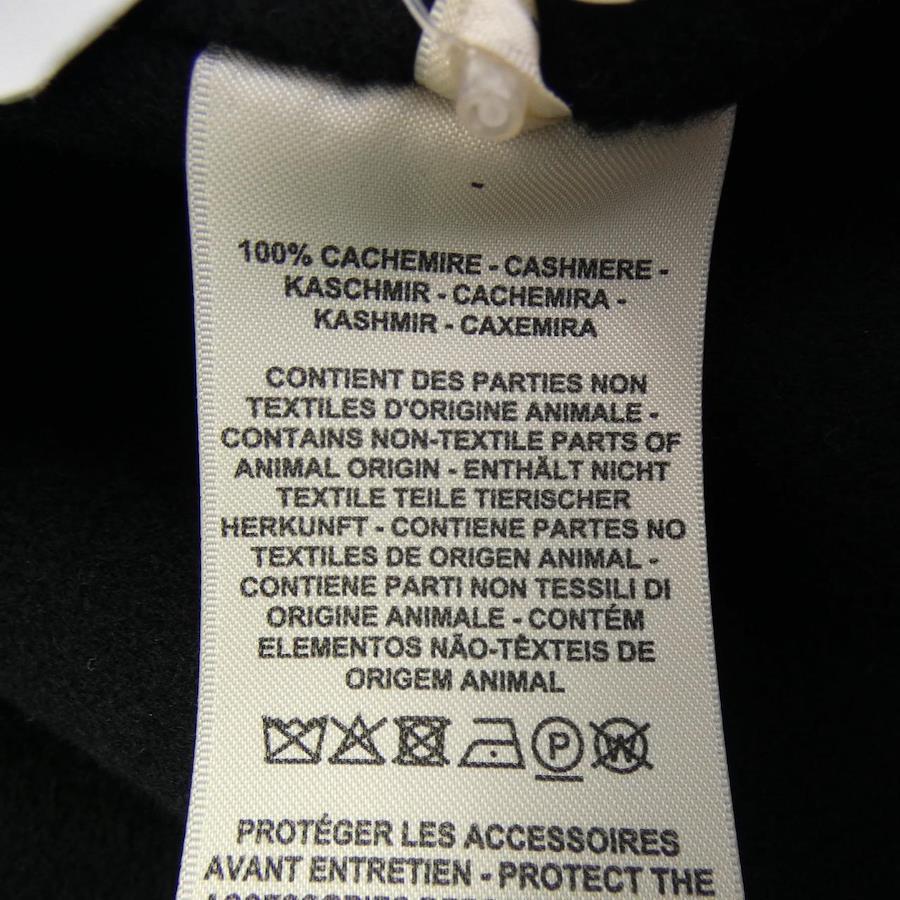 100% CACHEMIRE - CASHMERE -
KASCHMIR - CACHEMIRA -
KASHMIR - CAXEMIRA
CONTIENT DES PARTIES NON
TEXTILES D'ORIGINE ANIMALE -
CONTAINS NON-TEXTILE PARTS OF
ANIMAL ORIGIN - ENTHÄLT NICHT
TEXTILE TEILE TIERISCHER
HERKUNFT - CONTIENE PARTES NO
TEXTILES DE ORIGEN ANIMAL -
CONTIENE PARTI NON TESSILI DI
ORIGINE ANIMALE - CONTÉM
ELEMENTOS NÃO-TÊXTEIS DE
ORIGEM ANIMAL
P W
PROTÉGER LES ACCESSOIRES
AVANT ENTRETIEN - PROTECT THE